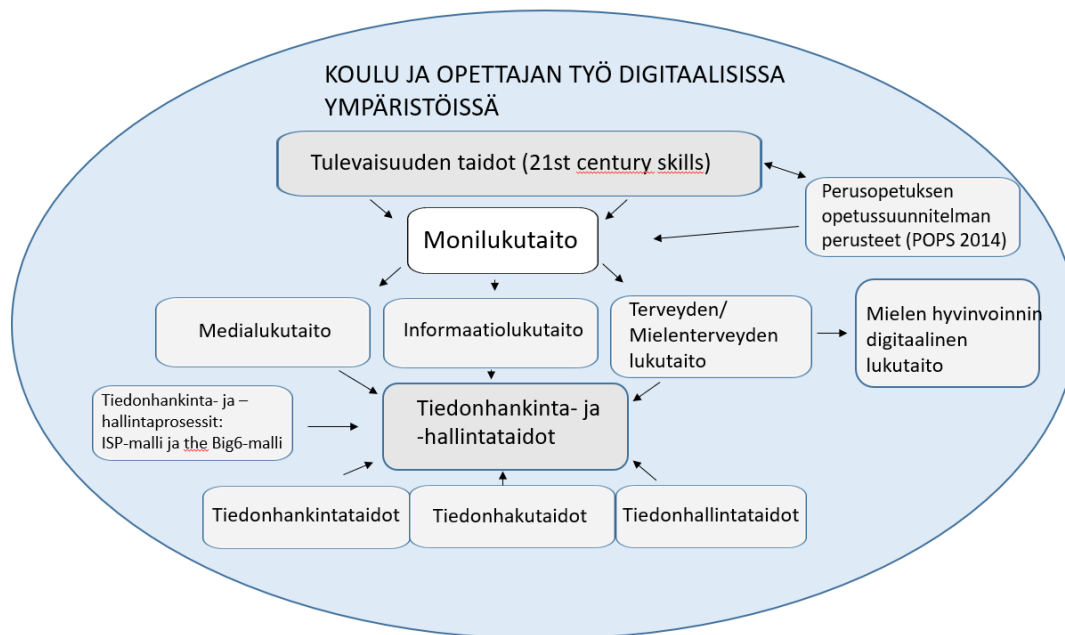 KOULU JA OPETTAJAN TYÖ DIGITAALISISSA
YMPÄRISTÖISSÄ
Tulevaisuuden taidot (21st century skills)
Perusopetuksen
opetussuunnitelman
perusteet (POPS 2014)
Monilukutaito
Medialukutaito
Informaatiolukutaito
Terveyden/
Mielenterveyden
lukutaito
Mielen hyvinvoinnin
digitaalinen
lukutaito
Tiedonhankinta- ja –
hallintaprosessit:
ISP-malli ja the Big6-malli
Tiedonhankinta- ja
-hallintataidot
Tiedonhankintataidot
Tiedonhakutaidot
Tiedonhallintataidot